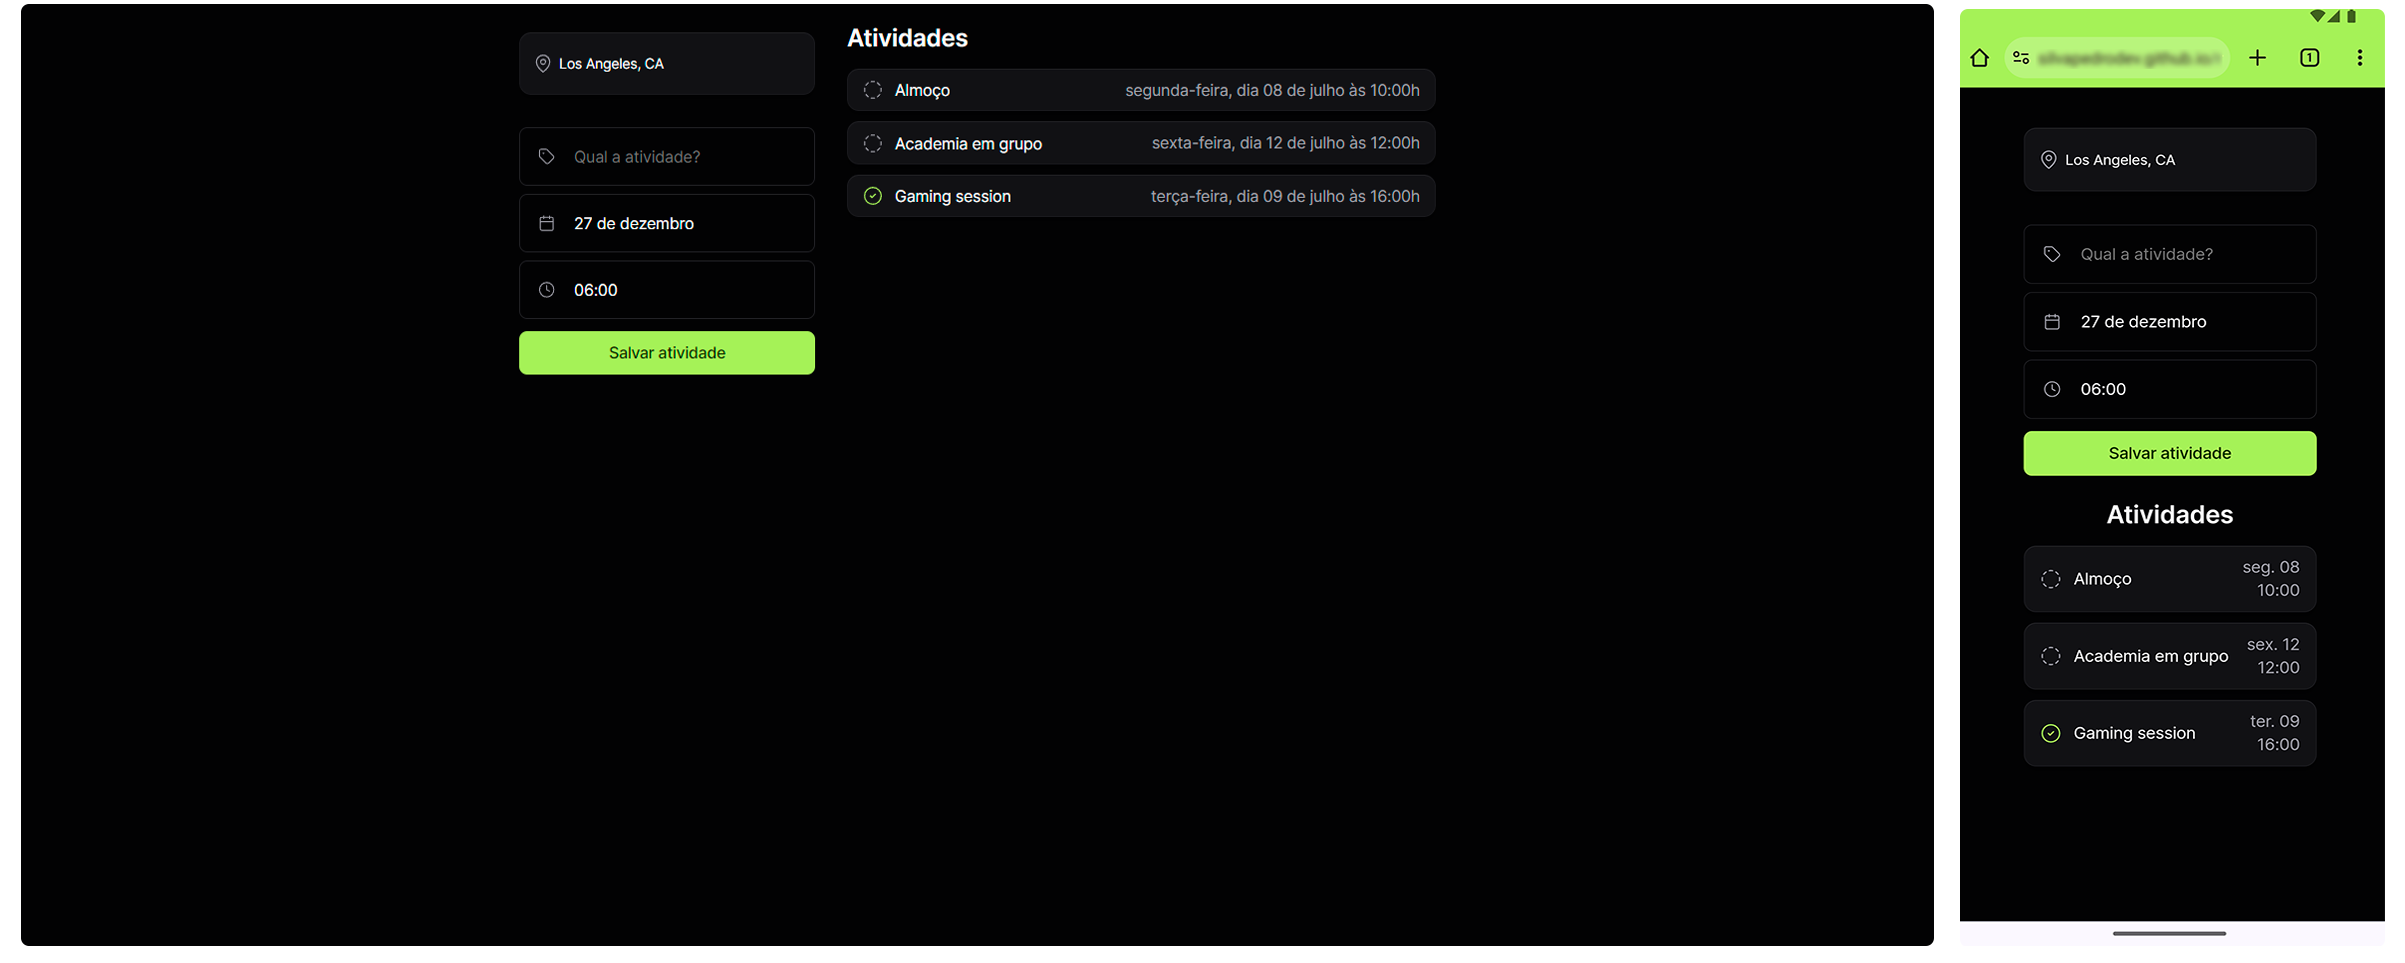 Los Angeles, CA
Qual a atividade?
27 de dezembro
06:00
Salvar atividade
Atividades
Almoço segunda-feira, dia 08 de julho às 10:00h
Academia em grupo sexta-feira, dia 12 de julho às 12:00h
Gaming session terça-feira, dia 09 de julho às 16:00h
1
Los Angeles, CA
Qual a atividade?
27 de dezembro
06:00
Salvar atividade
Atividades
Almoço
seg. 08
10:00
Academia em grupo
sex. 12
12:00
Gaming session
ter. 09
16:00